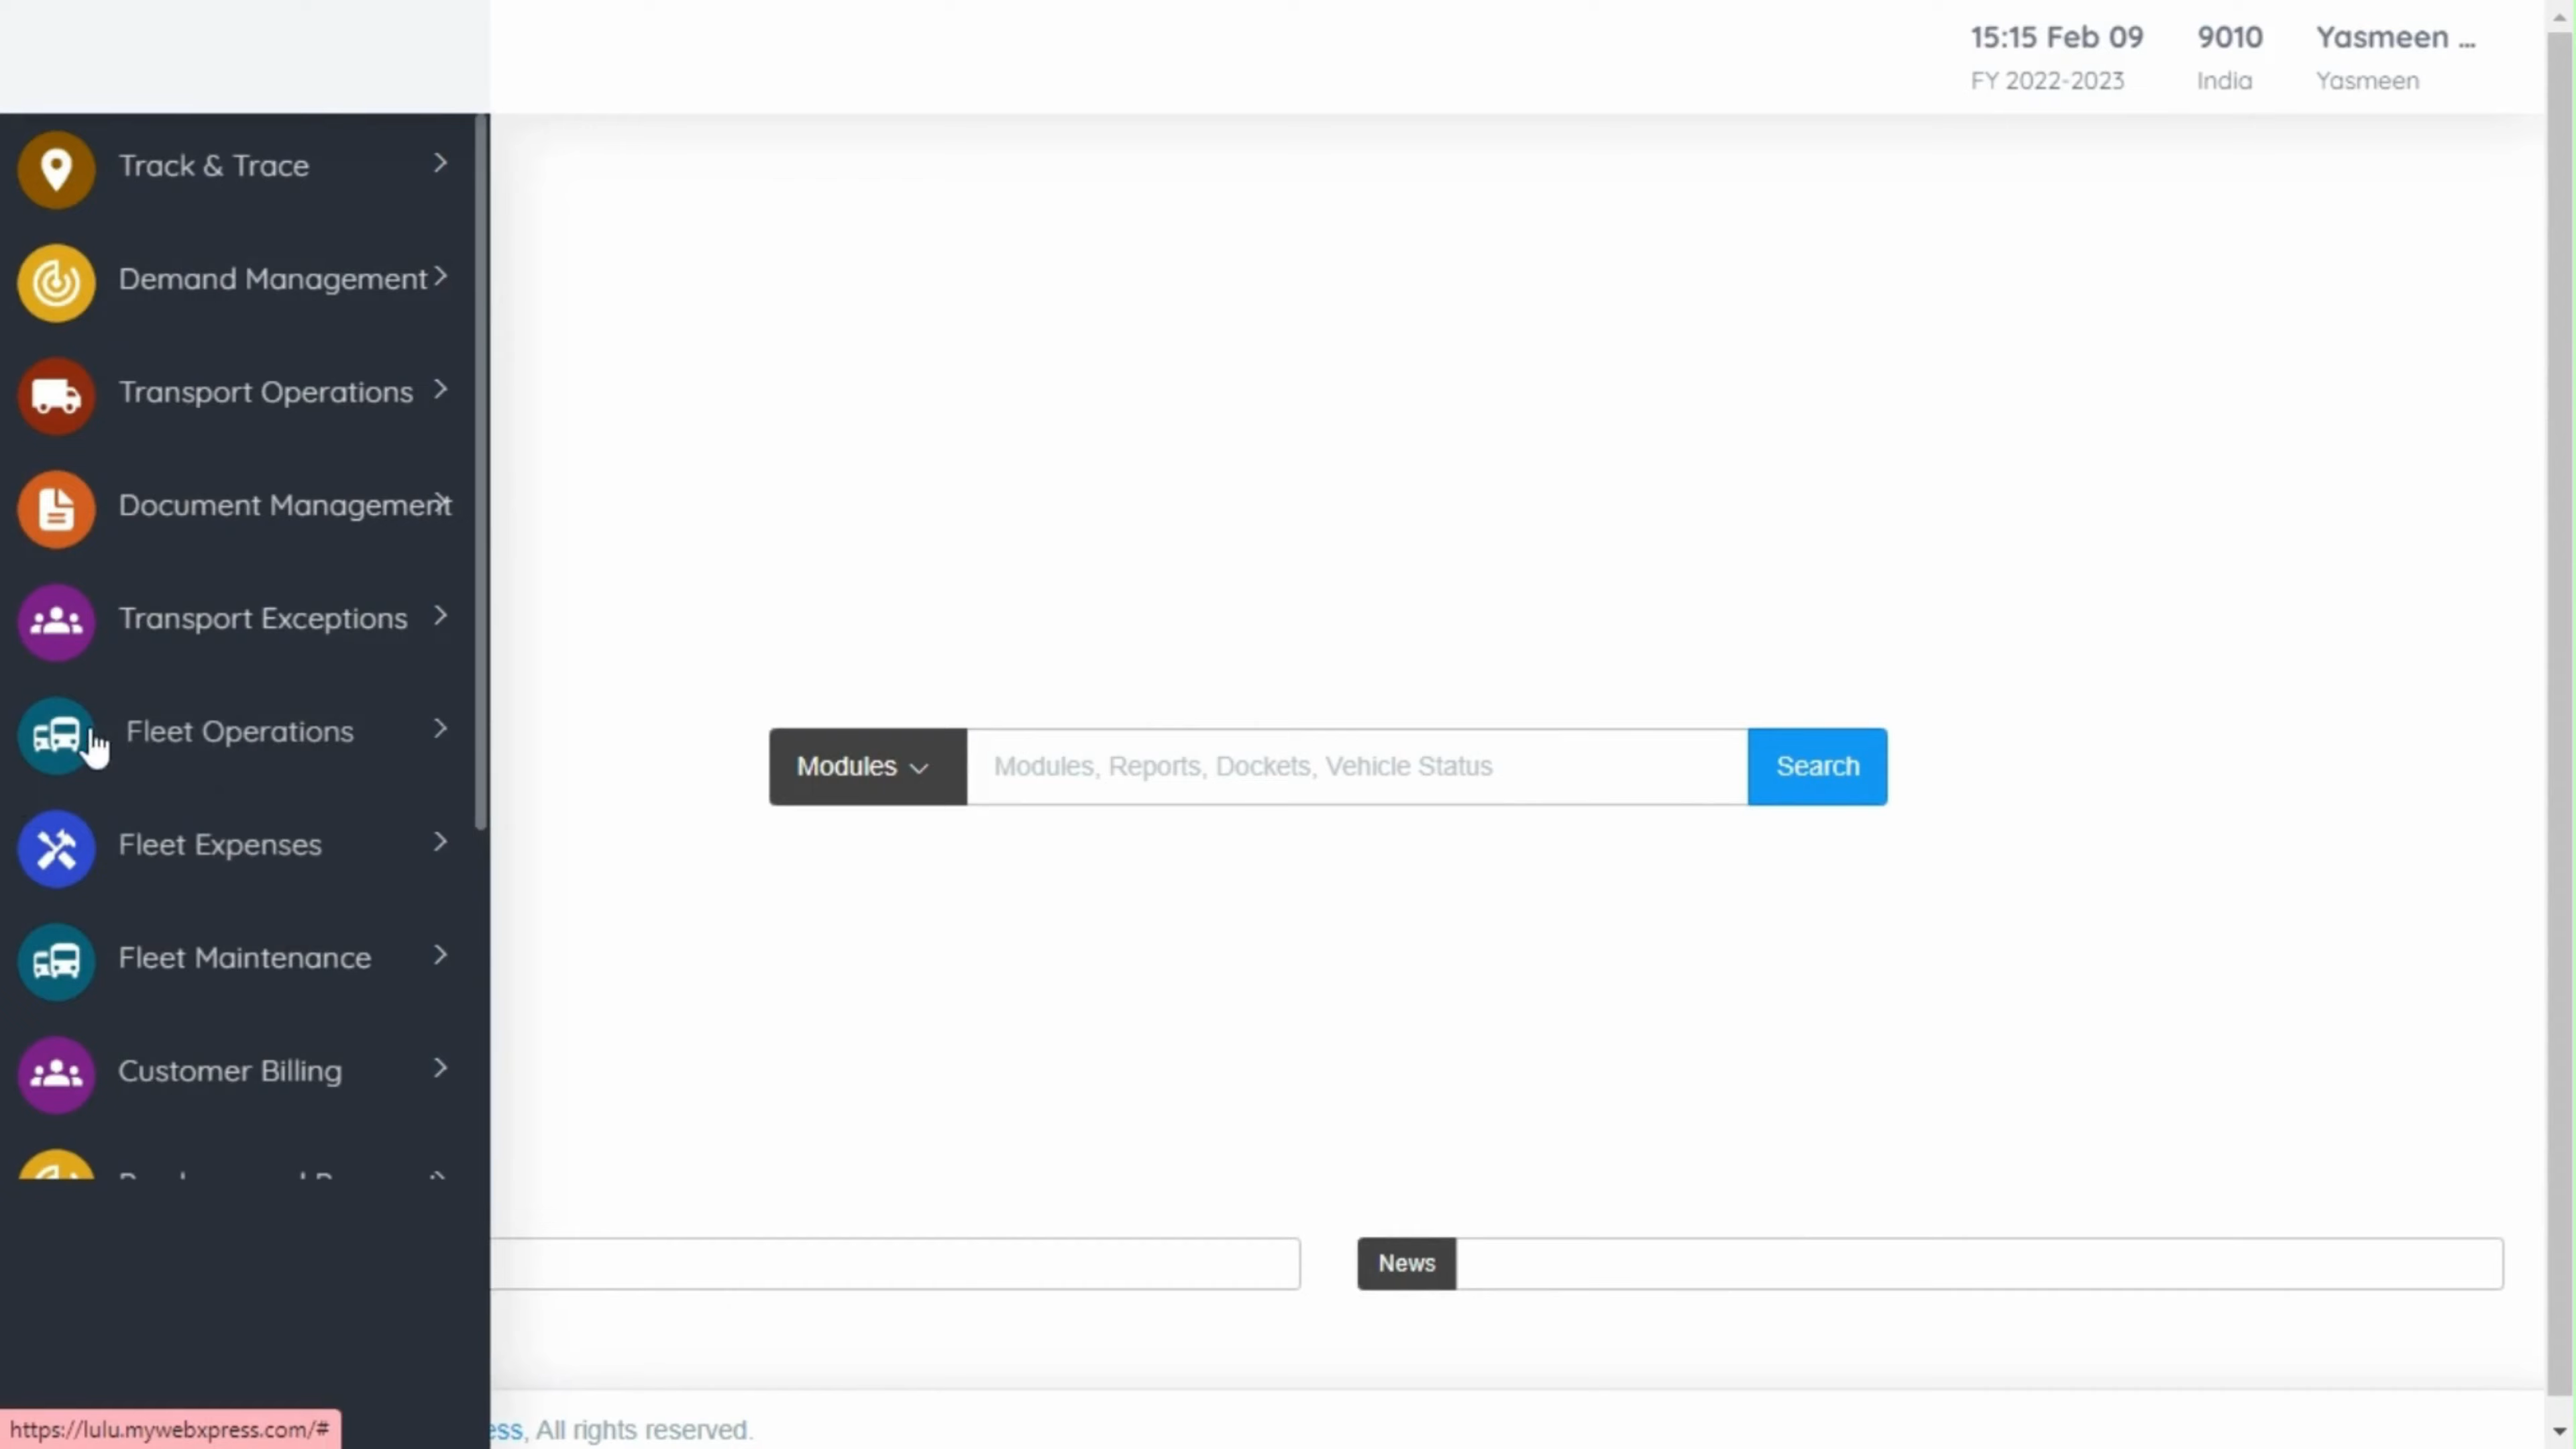 15:15 Feb 09
FY 2022-2023
9010
India
Yasmeen ...
Yasmeen
Track & Trace
Demand Management
Transport Operations
Document Management
Transport Exceptions
Fleet Operations
Fleet Expenses
Fleet Maintenance
Customer Billing
Modules
Modules, Reports, Dockets, Vehicle Status
Search
News
https://lulu.mywebxpress.com/#
ess, All rights reserved.